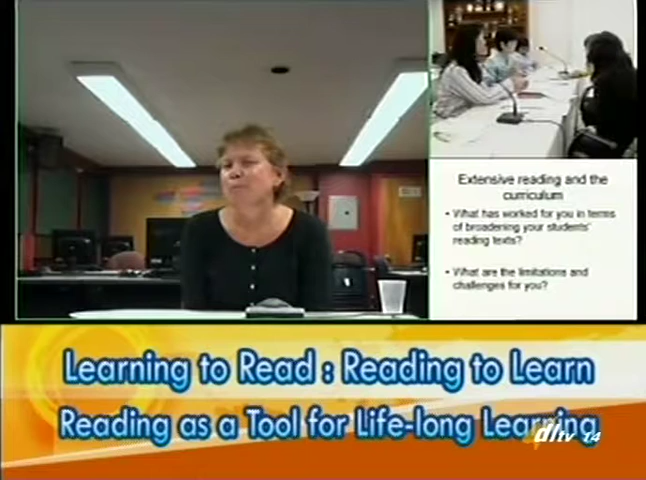 Extensive reading and the
curriculum
• What has worked for you in terms
of broadening your students'
reading texts?
• What are the limitations and
challenges for you?
Learning to Read : Reading to Learn
Reading as a Tool for Life-long Learning
dltv 14